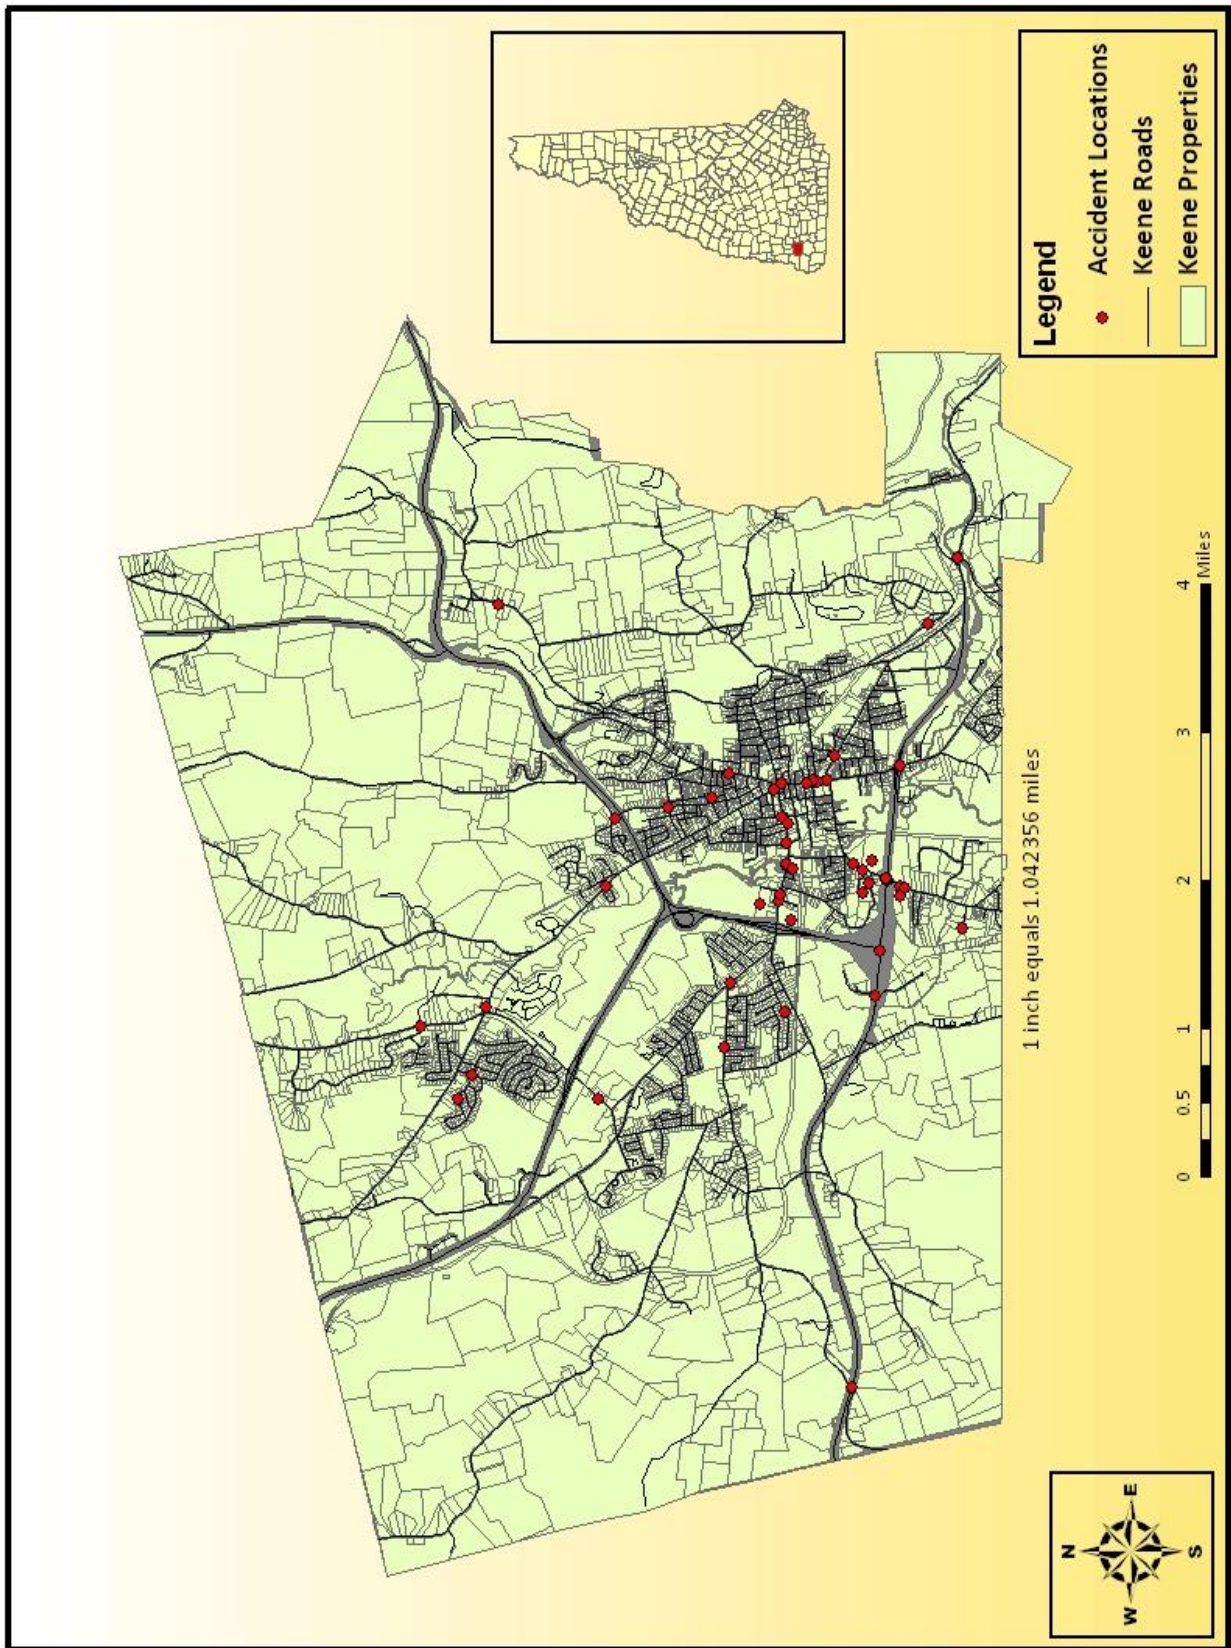 Legend
Accident Locations
Keene Roads
Keene Properties
1 inch equals 1.042356 miles
0 0.5 1 2 3 4
Miles
N
W E
S